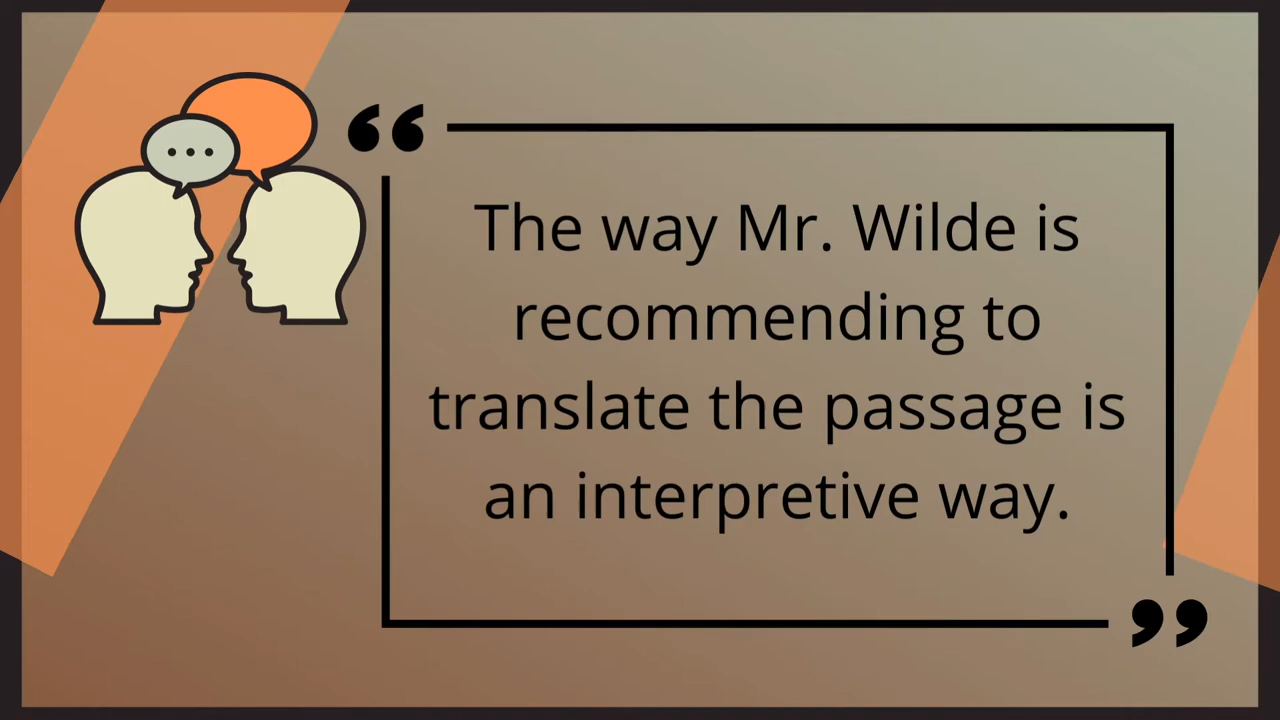 The way Mr. Wilde is
recommending to
translate the passage is
an interpretive way.